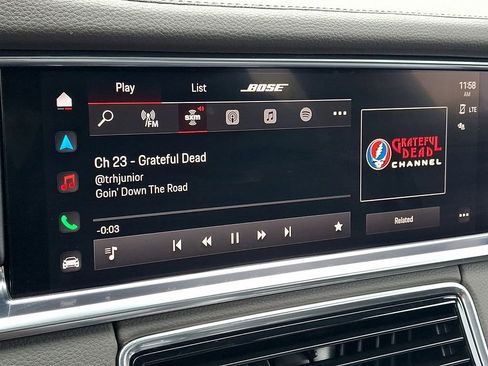 Play
List
BOSE
11:58
AM
FM
sxm
LTE
Ch 23 - Grateful Dead
@trhjunior
Goin' Down The Road
GRATEFUL
DEAD
CHANNEL
-0:03
Related